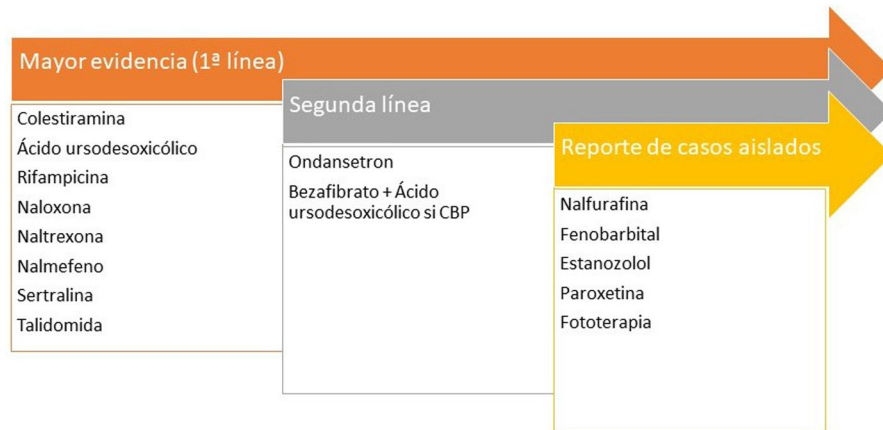 Mayor evidencia (1ª línea)
Colestiramina
Ácido ursodesoxicólico
Rifampicina
Naloxona
Naltrexona
Nalmefeno
Sertralina
Talidomida
Segunda línea
Ondansetron
Bezafibrato + Ácido
ursodesoxicólico si CBP
Reporte de casos aislados
Nalfurafina
Fenobarbital
Estanozolol
Paroxetina
Fototerapia